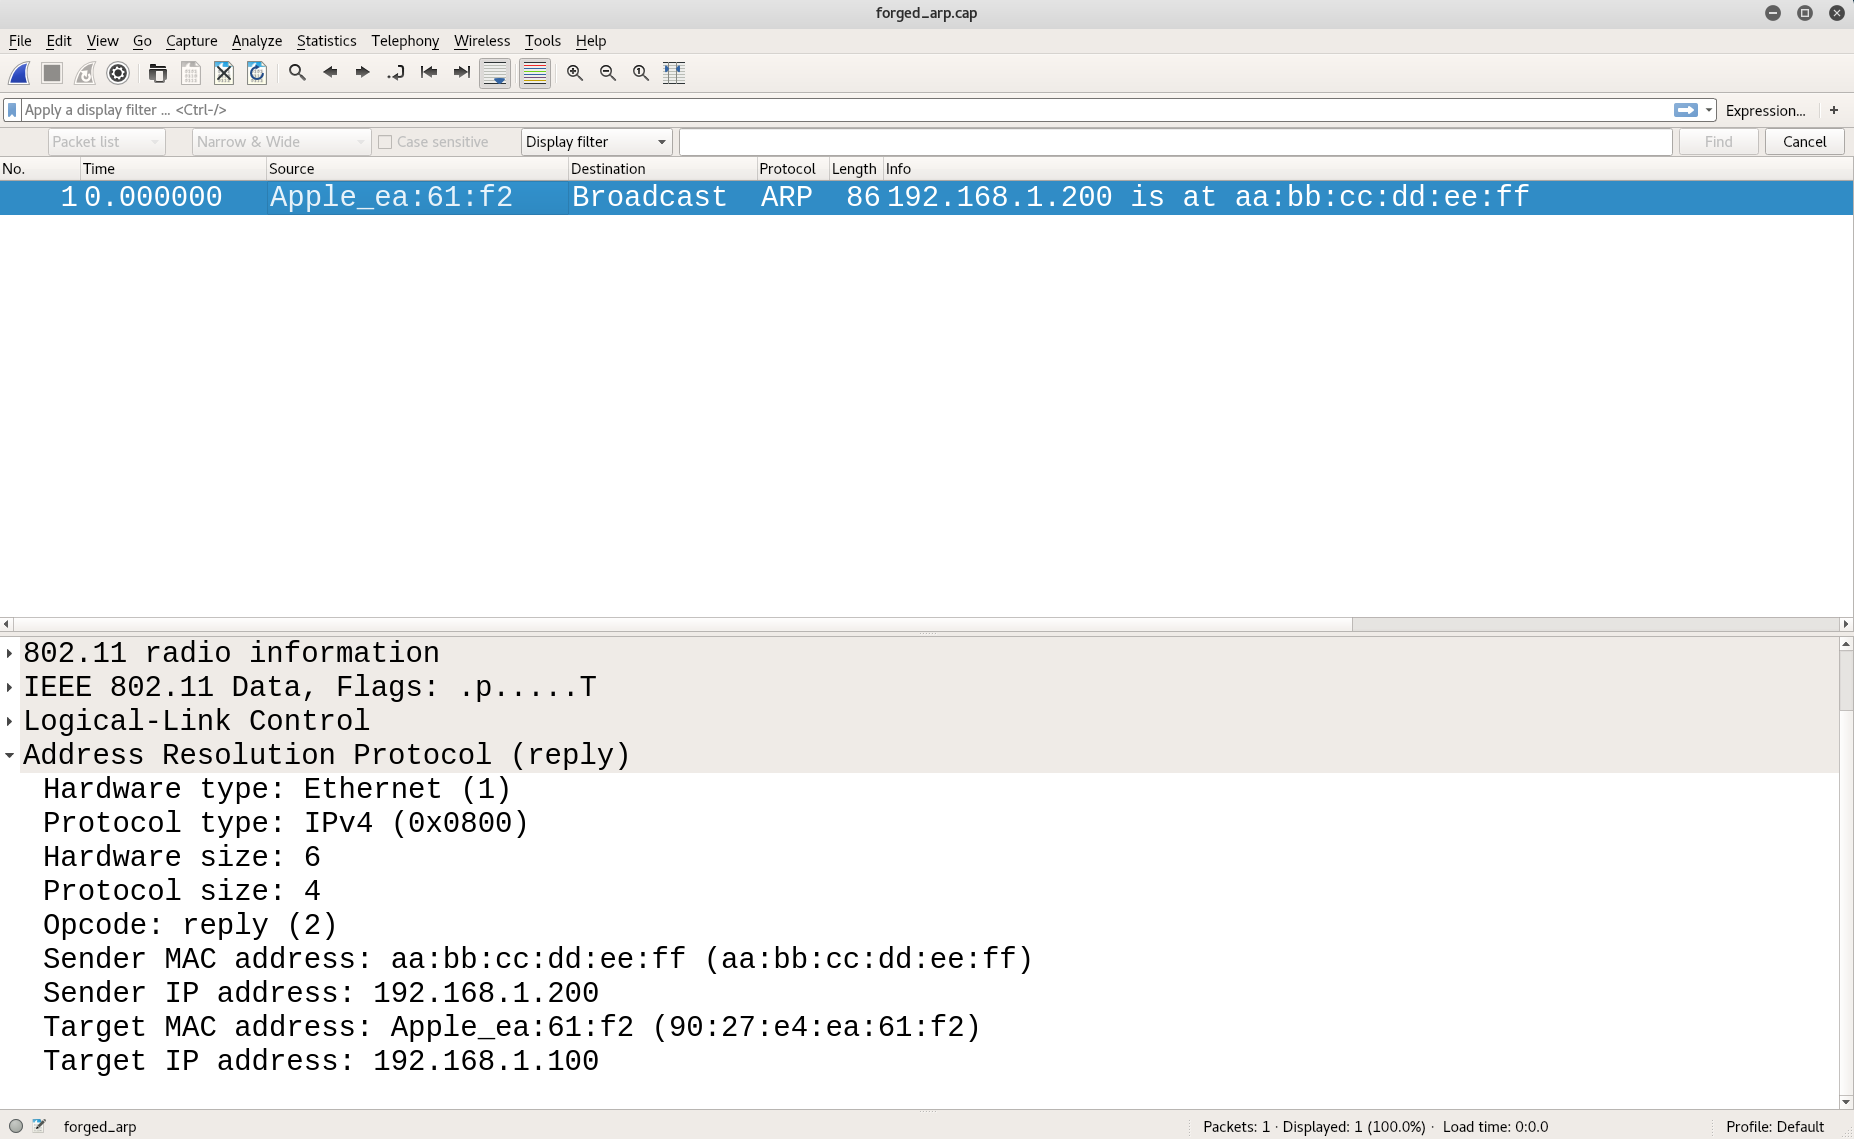 forged_arp.cap
File Edit View Go Capture Analyze Statistics Telephony Wireless Tools Help
Apply a display filter ... <Ctrl-/> Expression... +
Packet list Narrow & Wide Case sensitive Display filter Find Cancel
No. Time Source Destination Protocol Length Info
1 0.000000 Apple_ea:61:f2 Broadcast ARP 86 192.168.1.200 is at aa:bb:cc:dd:ee:ff
802.11 radio information
IEEE 802.11 Data, Flags: .p.....T
Logical-Link Control
Address Resolution Protocol (reply)
Hardware type: Ethernet (1)
Protocol type: IPv4 (0x0800)
Hardware size: 6
Protocol size: 4
Opcode: reply (2)
Sender MAC address: aa:bb:cc:dd:ee:ff (aa:bb:cc:dd:ee:ff)
Sender IP address: 192.168.1.200
Target MAC address: Apple_ea:61:f2 (90:27:e4:ea:61:f2)
Target IP address: 192.168.1.100
forged_arp Packets: 1 · Displayed: 1 (100.0%) · Load time: 0:0.0 Profile: Default